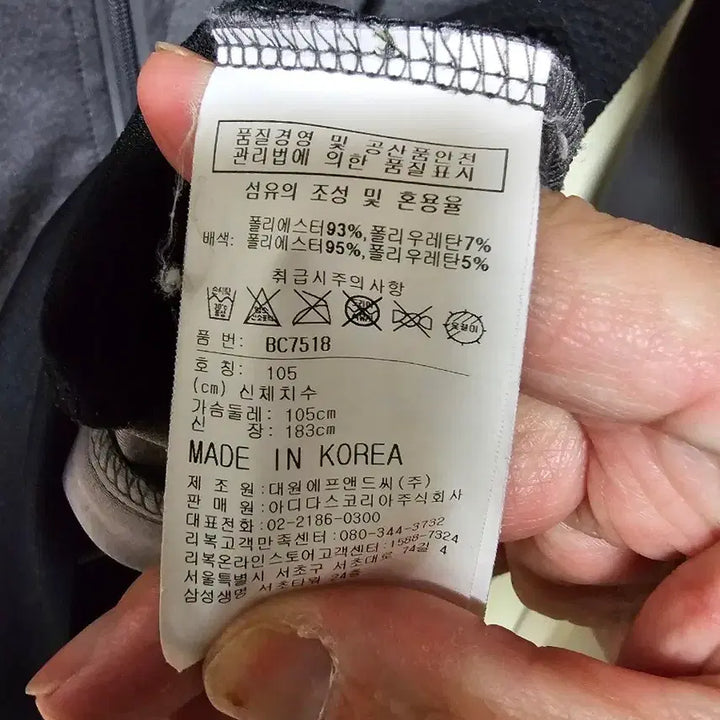 품질경영 및 공산품안전
관리법에 의한 품질표시
섬유의 조성 및 혼용율
폴리에스터93%,폴리우레탄7%
배색: 폴리에스터95%,폴리우레탄5%
취급시주의사항
손세탁 30℃ 중성
품 번: BC7518
호 칭: 105
(cm) 신체치수
가슴둘레: 105cm
신 장: 183cm
MADE IN KOREA
제 조 원:대원에프앤드씨(주)
판 매 원:아디다스코리아주식회사
대표전화:02-2186-0300
리복고객만족센터:080-344-3732
리복온라인스토어고객센터:1588-7324
서울특별시 서초구 서초대로 74길 4
삼성생명 서초타워 24층